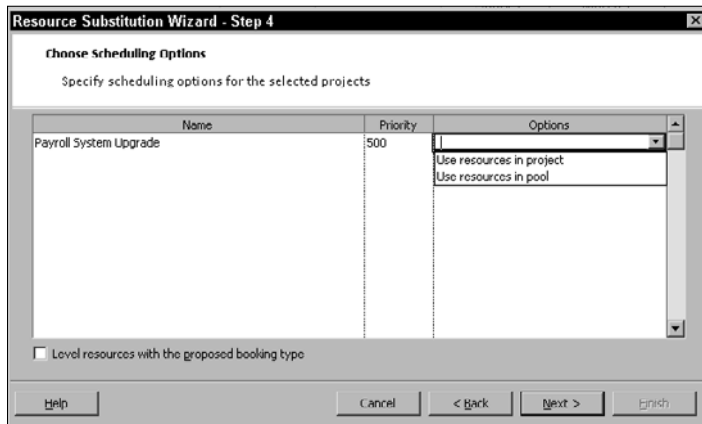 Resource Substitution Wizard - Step 4
Choose Scheduling Options
Specify scheduling options for the selected projects
Name Priority Options
Payroll System Upgrade 500
Use resources in project
Use resources in pool
Level resources with the proposed booking type
Help Cancel < Back Next > Finish